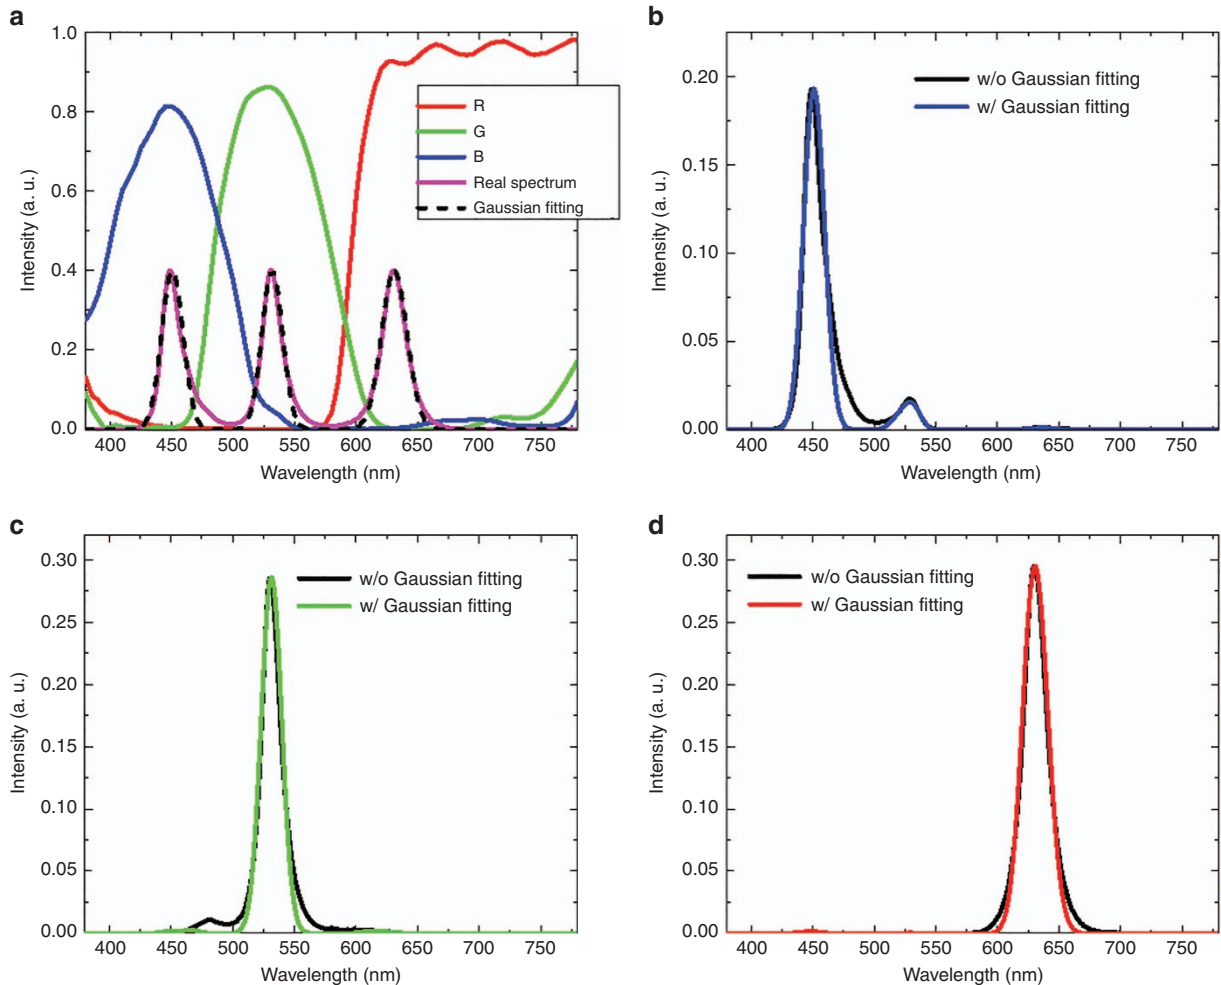 a
1.0
0.8
0.6
0.4
0.2
0.0
Intensity (a. u.)
R
G
B
Real spectrum
Gaussian fitting
400 450 500 550 600 650 700 750
Wavelength (nm)
b
0.20
0.15
0.10
0.05
0.00
Intensity (a. u.)
w/o Gaussian fitting
w/ Gaussian fitting
400 450 500 550 600 650 700 750
Wavelength (nm)
c
0.30
0.25
0.20
0.15
0.10
0.05
0.00
Intensity (a. u.)
w/o Gaussian fitting
w/ Gaussian fitting
400 450 500 550 600 650 700 750
Wavelength (nm)
d
0.30
0.25
0.20
0.15
0.10
0.05
0.00
Intensity (a. u.)
w/o Gaussian fitting
w/ Gaussian fitting
400 450 500 550 600 650 700 750
Wavelength (nm)